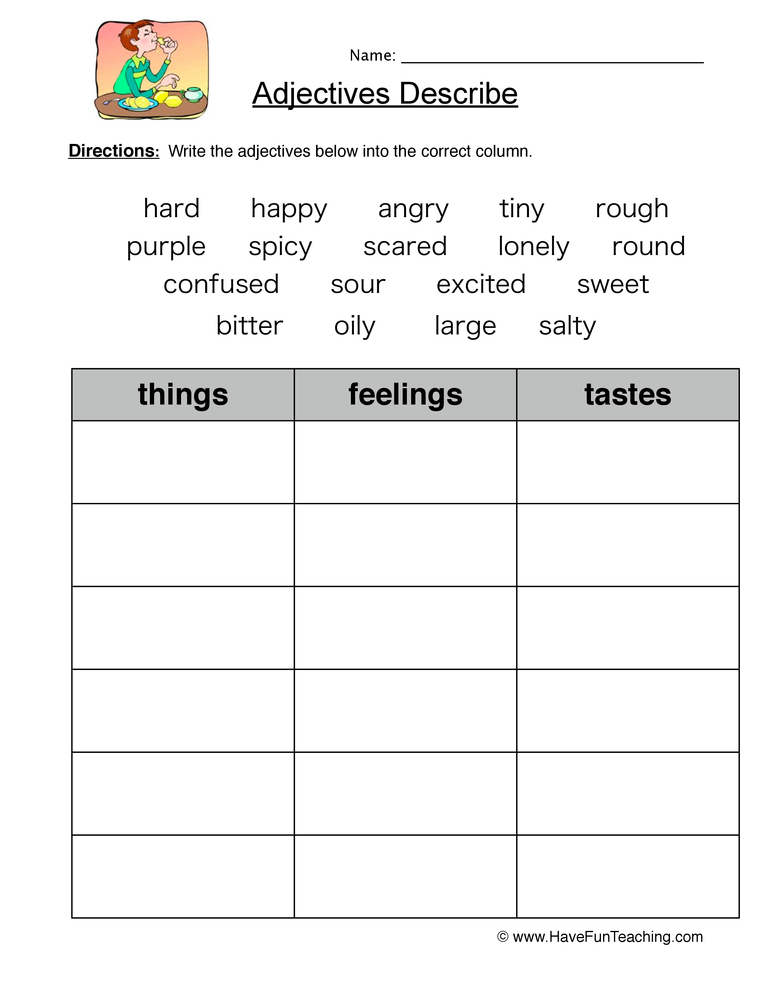 Name:
Adjectives Describe
Directions: Write the adjectives below into the correct column.
hard happy angry tiny rough
purple spicy scared lonely round
confused sour excited sweet
bitter oily large salty
things feelings tastes
© www.HaveFunTeaching.com